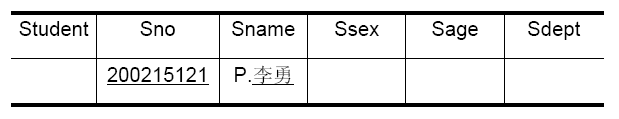 Student Sno Sname Ssex Sage Sdept
200215121 P.李勇